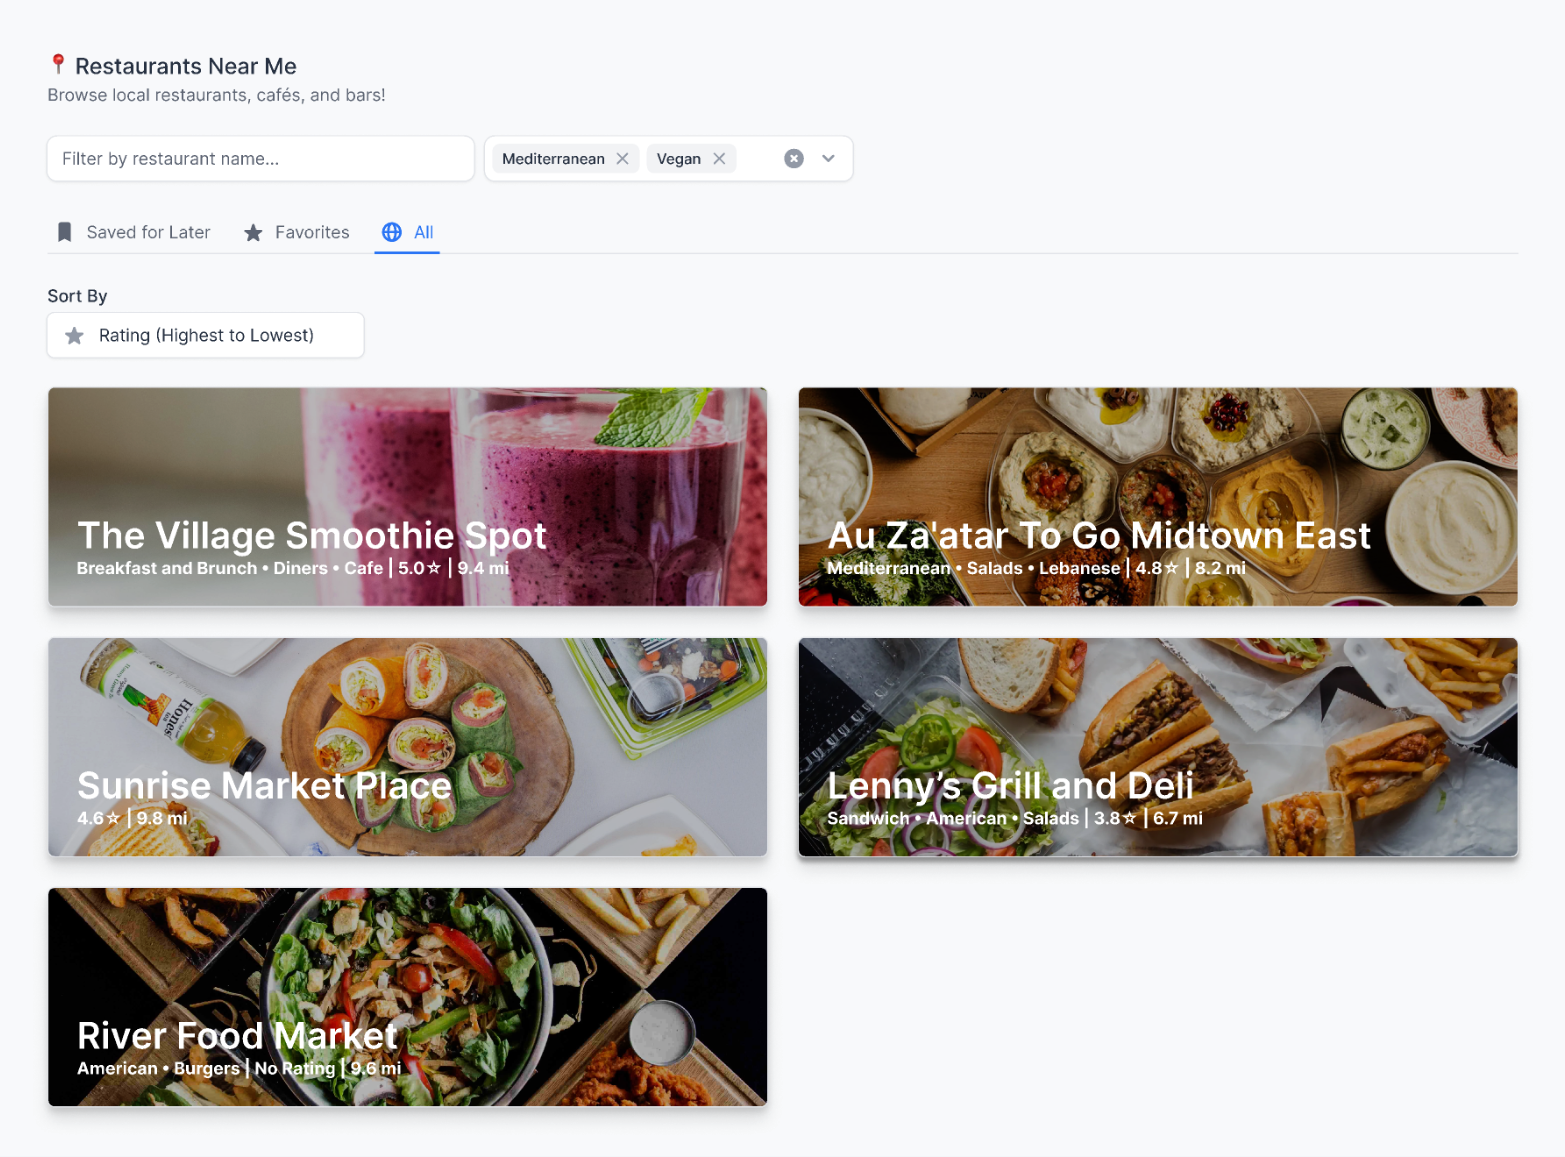 Restaurants Near Me
Browse local restaurants, cafés, and bars!
Filter by restaurant name...
Mediterranean
Vegan
Saved for Later
Favorites
All
Sort By
Rating (Highest to Lowest)
The Village Smoothie Spot
Breakfast and Brunch • Diners • Cafe | 5.0☆ | 9.4 mi
Au Za'atar To Go Midtown East
Mediterranean • Salads • Lebanese | 4.8☆ | 8.2 mi
Honest
Sunrise Market Place
4.6☆ | 9.8 mi
Lenny’s Grill and Deli
Sandwich • American • Salads | 3.8☆ | 6.7 mi
River Food Market
American • Burgers | No Rating | 9.6 mi